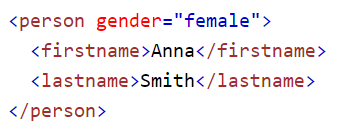 <person gender="female">
  <firstname>Anna</firstname>
  <lastname>Smith</lastname>
</person>